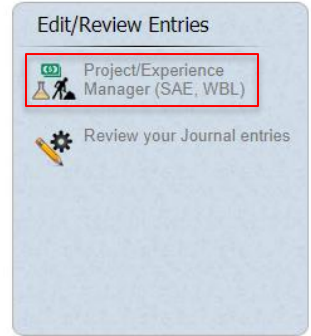 Edit/Review Entries
Project/Experience
Manager (SAE, WBL)
Review your Journal entries